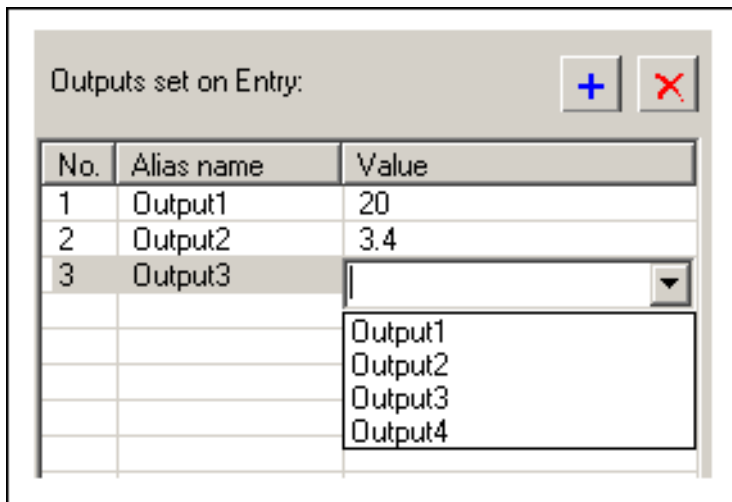 Outputs set on Entry:
No. Alias name Value
1 Output1 20
2 Output2 3.4
3 Output3
Output1
Output2
Output3
Output4